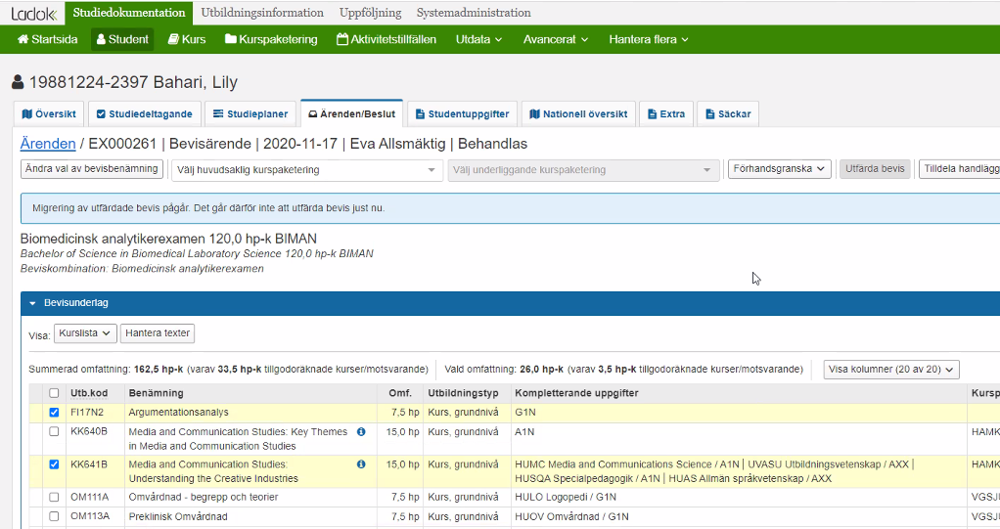 Ladok Studiedokumentation Utbildningsinformation Uppföljning Systemadministration
Startsida Student Kurs Kurspaketering Aktivitetstillfällen Utdata Avancerat Hantera flera
19881224-2397 Bahari, Lily
Översikt Studiedeltagande Studieplaner Ärenden/Beslut Studentuppgifter Nationell översikt Extra Säckar
Ärenden / EX000261 | Bevisärende | 2020-11-17 | Eva Allsmäktig | Behandlas
Ändra val av bevisbenämning Välj huvudsaklig kurspaketering Välj underliggande kurspaketering Förhandsgranska Utfärda bevis Tilldela handlägg
Migrering av utfärdade bevis pågår. Det går därför inte att utfärda bevis just nu.
Biomedicinsk analytikerexamen 120,0 hp-k BIMAN
Bachelor of Science in Biomedical Laboratory Science 120,0 hp-k BIMAN
Beviskombination: Biomedicinsk analytikerexamen
Bevisunderlag
Visa: Kurslista Hantera texter
Summerad omfattning: 162,5 hp-k (varav 33,5 hp-k tillgodoräknade kurser/motsvarande) Vald omfattning: 26,0 hp-k (varav 3,5 hp-k tillgodoräknade kurser/motsvarande) Visa kolumner (20 av 20)
Utb.kod Benämning Omf. Utbildningstyp Kompletterande uppgifter Kursp
FI17N2 Argumentationsanalys 7,5 hp Kurs, grundnivå G1N
KK640B Media and Communication Studies: Key Themes 15,0 hp Kurs, grundnivå A1N HAMK
in Media and Communication Studies
KK641B Media and Communication Studies: 15,0 hp Kurs, grundnivå HUMC Media and Communications Science / A1N | UVASU Utbildningsvetenskap / AXX | HAMK
Understanding the Creative Industries HUSQA Specialpedagogik / A1N | HUAS Allmän språkvetenskap / AXX
OM111A Omvårdnad - begrepp och teorier 7,5 hp Kurs, grundnivå HULO Logopedi / G1N VGSJU
OM113A Preklinisk Omvårdnad 7,5 hp Kurs, grundnivå HUOV Omvårdnad / G1N VGSJU